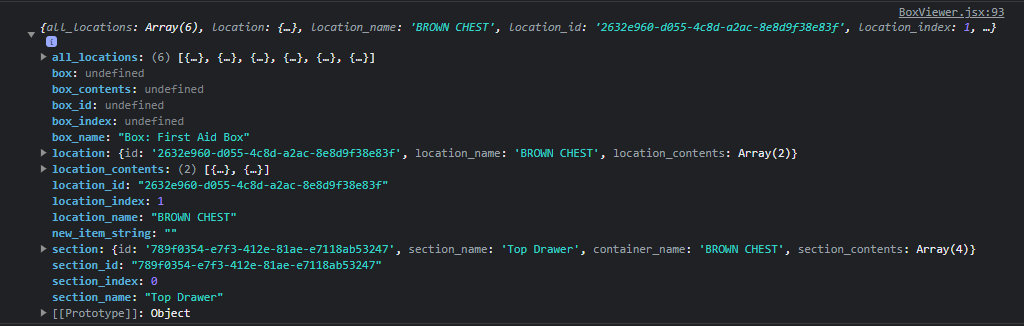 BoxViewer.jsx:93
{all_locations: Array(6), location: {…}, location_name: 'BROWN CHEST', location_id: '2632e960-d055-4c8d-a2ac-8e8d9f38e83f', location_index: 1, …}
i
all_locations: (6) [{…}, {…}, {…}, {…}, {…}, {…}]
box: undefined
box_contents: undefined
box_id: undefined
box_index: undefined
box_name: "Box: First Aid Box"
location: {id: '2632e960-d055-4c8d-a2ac-8e8d9f38e83f', location_name: 'BROWN CHEST', location_contents: Array(2)}
location_contents: (2) [{…}, {…}]
location_id: "2632e960-d055-4c8d-a2ac-8e8d9f38e83f"
location_index: 1
location_name: "BROWN CHEST"
new_item_string: ""
section: {id: '789f0354-e7f3-412e-81ae-e7118ab53247', section_name: 'Top Drawer', container_name: 'BROWN CHEST', section_contents: Array(4)}
section_id: "789f0354-e7f3-412e-81ae-e7118ab53247"
section_index: 0
section_name: "Top Drawer"
[[Prototype]]: Object